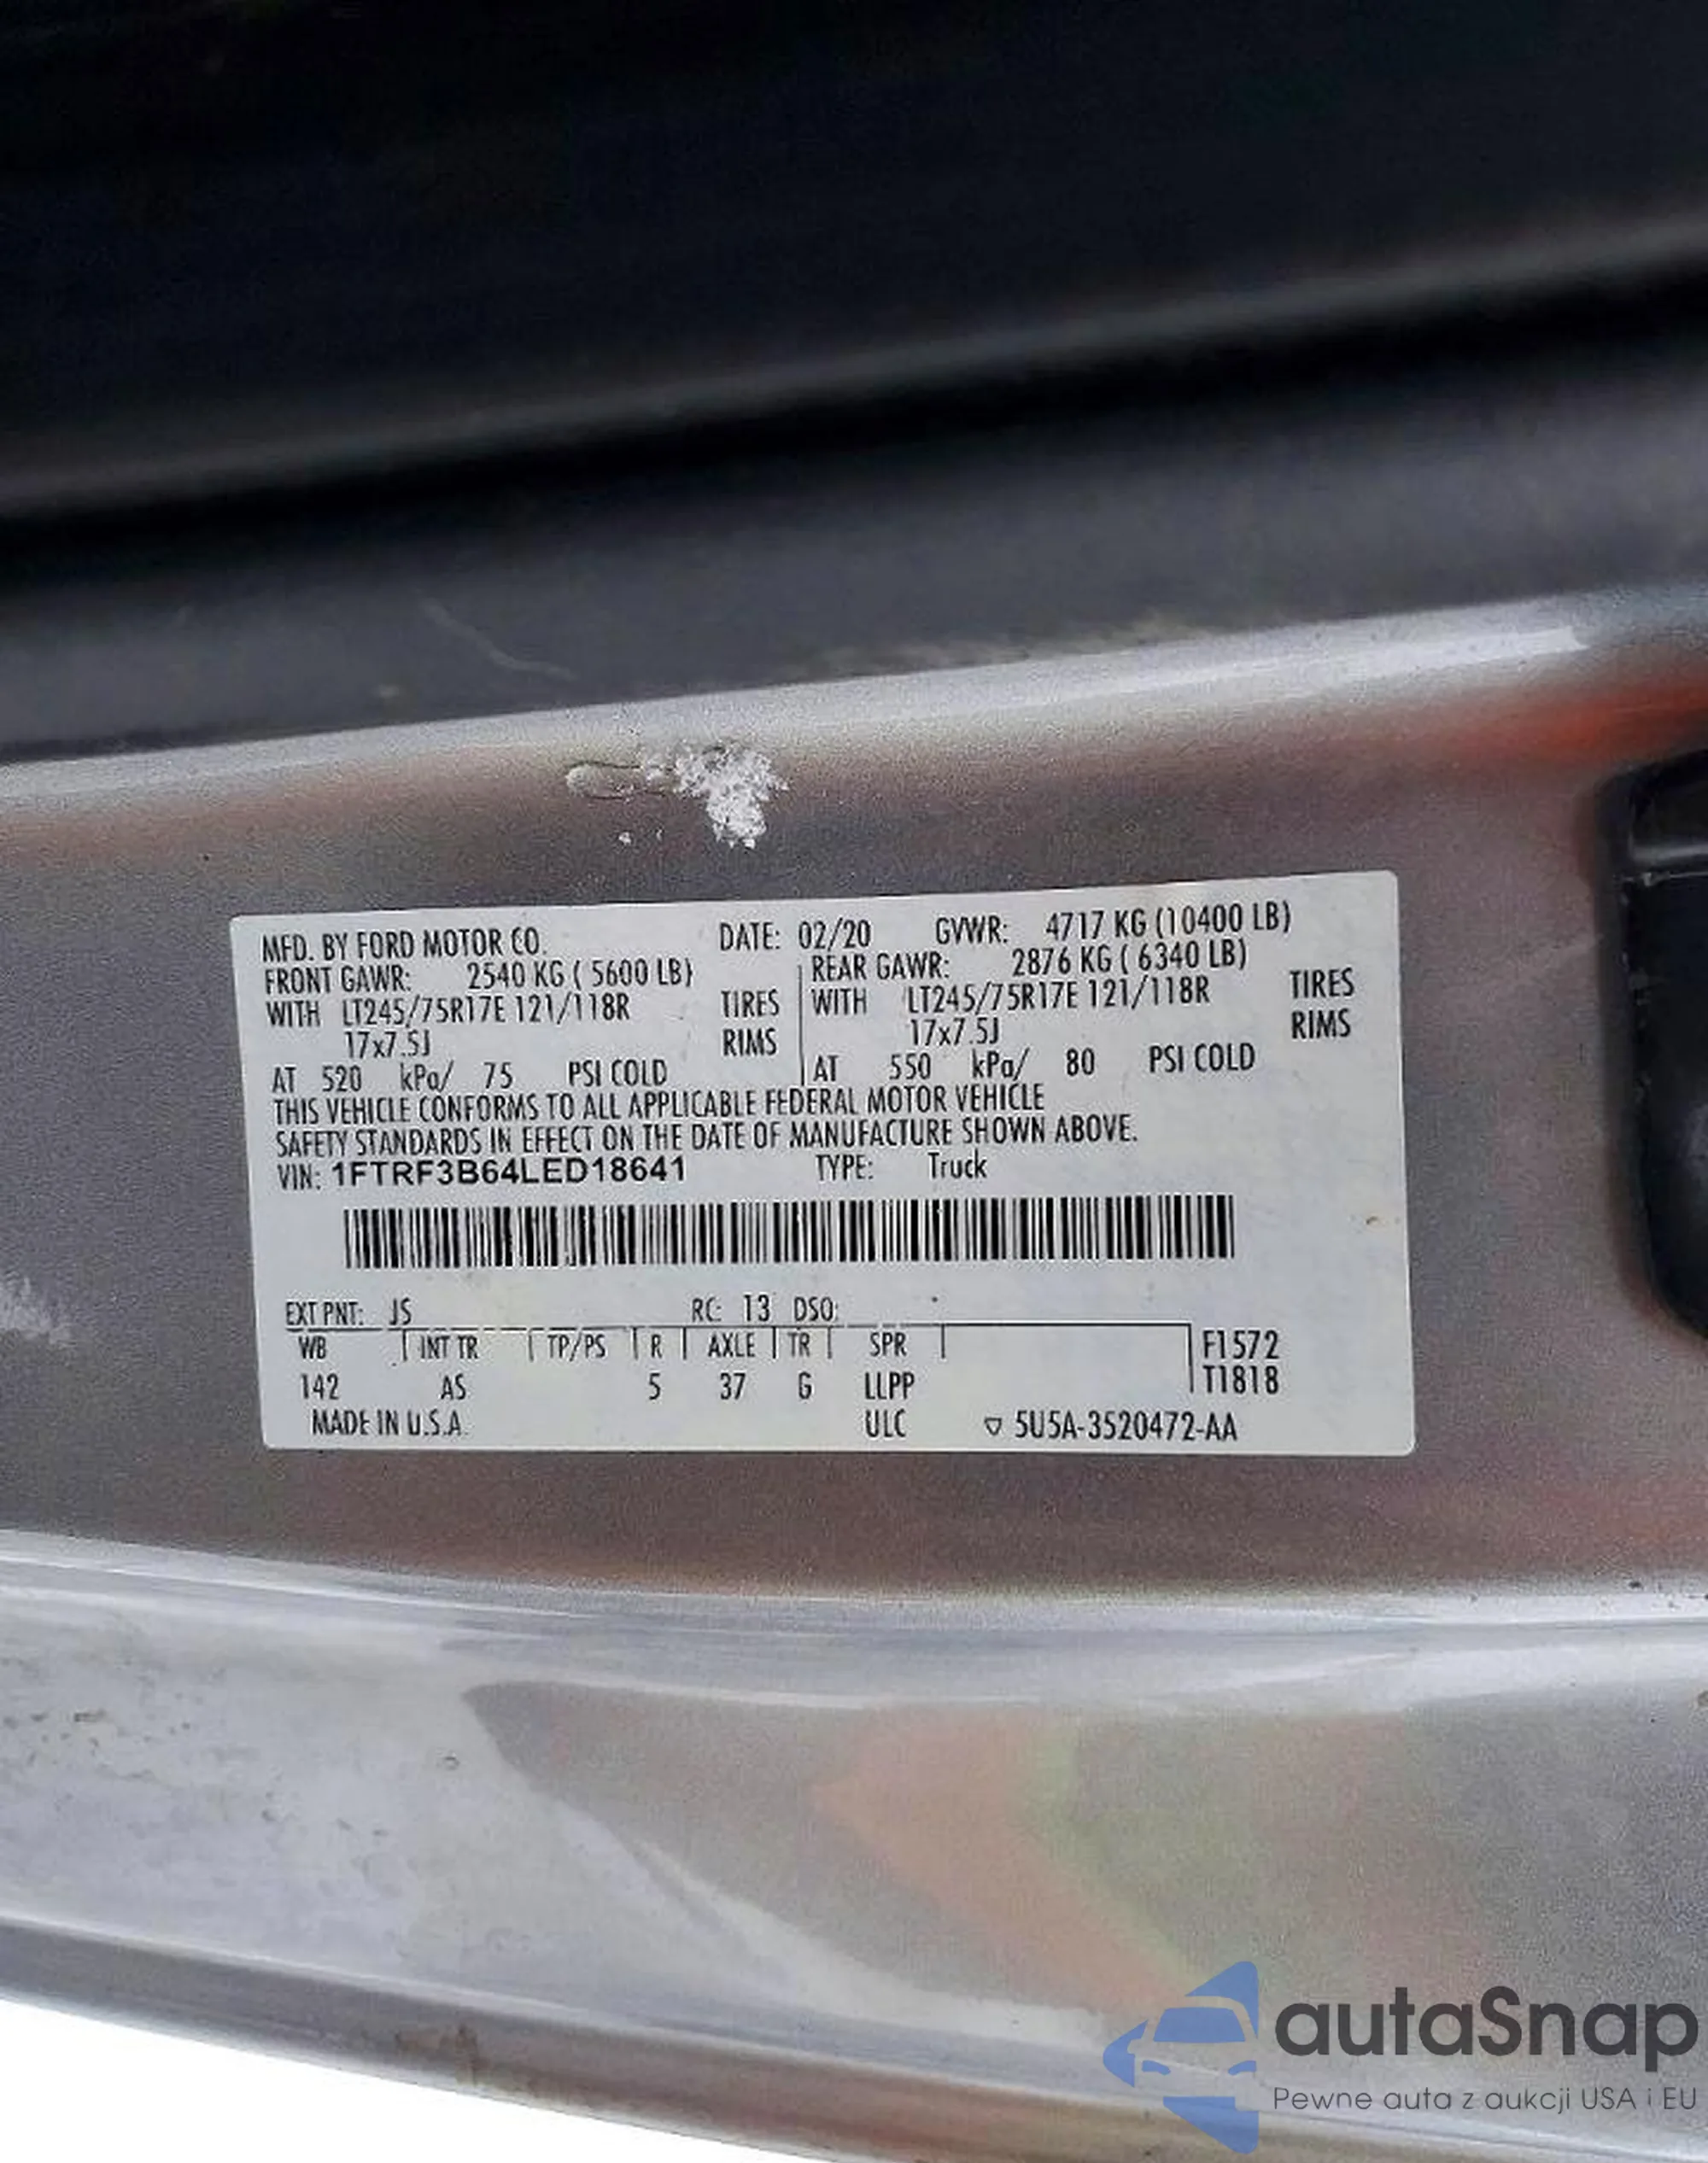 MFD. BY FORD MOTOR CO. DATE: 02/20 GVWR: 4717 KG (10400 LB)
FRONT GAWR: 2540 KG ( 5600 LB) REAR GAWR: 2876 KG ( 6340 LB)
WITH LT245/75R17E 121/118R TIRES WITH LT245/75R17E 121/118R TIRES
17x7.5J RIMS 17x7.5J RIMS
AT 520 kPa/ 75 PSI COLD AT 550 kPa/ 80 PSI COLD
THIS VEHICLE CONFORMS TO ALL APPLICABLE FEDERAL MOTOR VEHICLE
SAFETY STANDARDS IN EFFECT ON THE DATE OF MANUFACTURE SHOWN ABOVE.
VIN: 1FTRF3B64LED18641 TYPE: Truck
EXT PNT: JS RC: 13 DSO:
WB INT TR TP/PS R AXLE TR SPR F1572
142 AS 5 37 G LLPP T1818
MADE IN U.S.A. ULC 5U5A-3520472-AA
autaSnap
Pewne auta z aukcji USA i EU